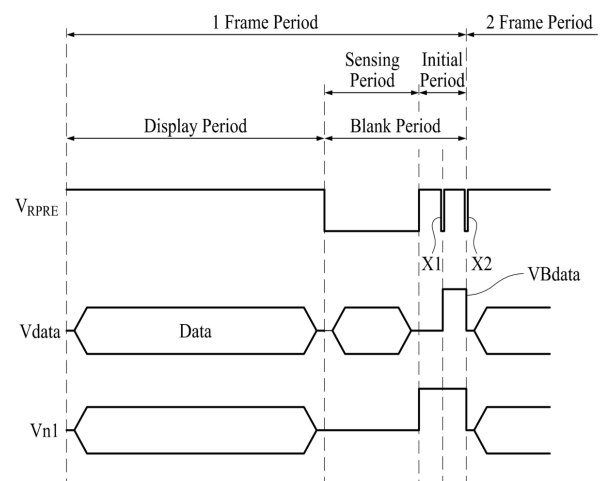 1 Frame Period
2 Frame Period
Sensing
Period
Initial
Period
Display Period
Blank Period
VRPRE
X1
X2
VBdata
Vdata
Data
Vn1